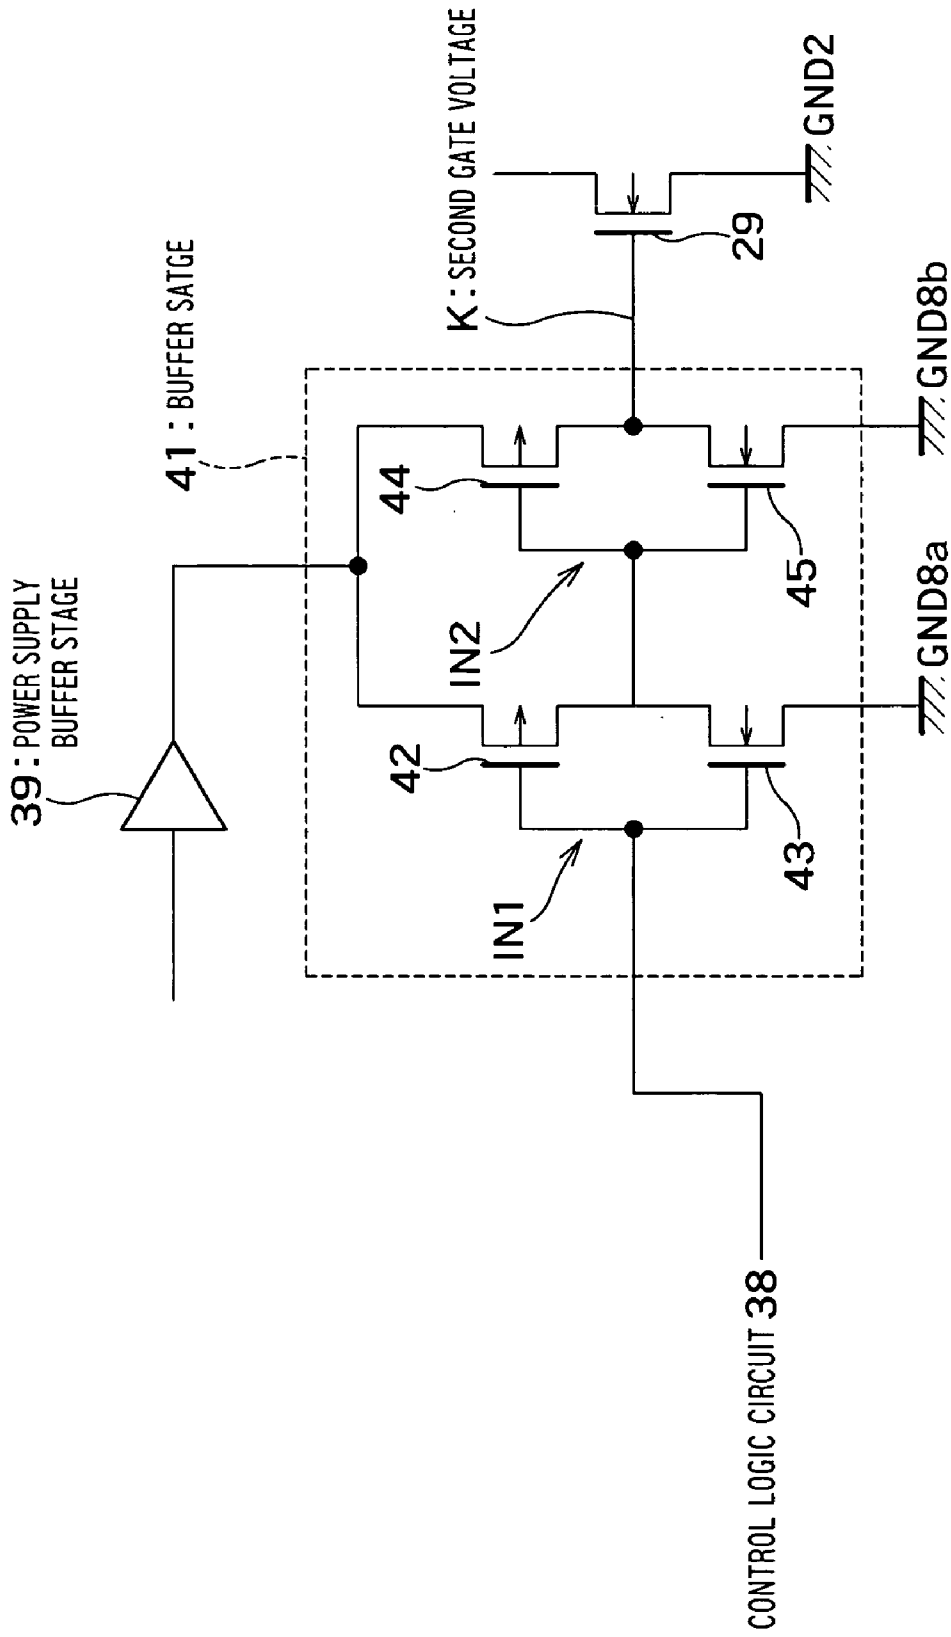 39 : POWER SUPPLY
BUFFER STAGE
41 : BUFFER SATGE
K : SECOND GATE VOLTAGE
42
44
IN1
IN2
29
43
45
GND2
GND8a
GND8b
CONTROL LOGIC CIRCUIT 38